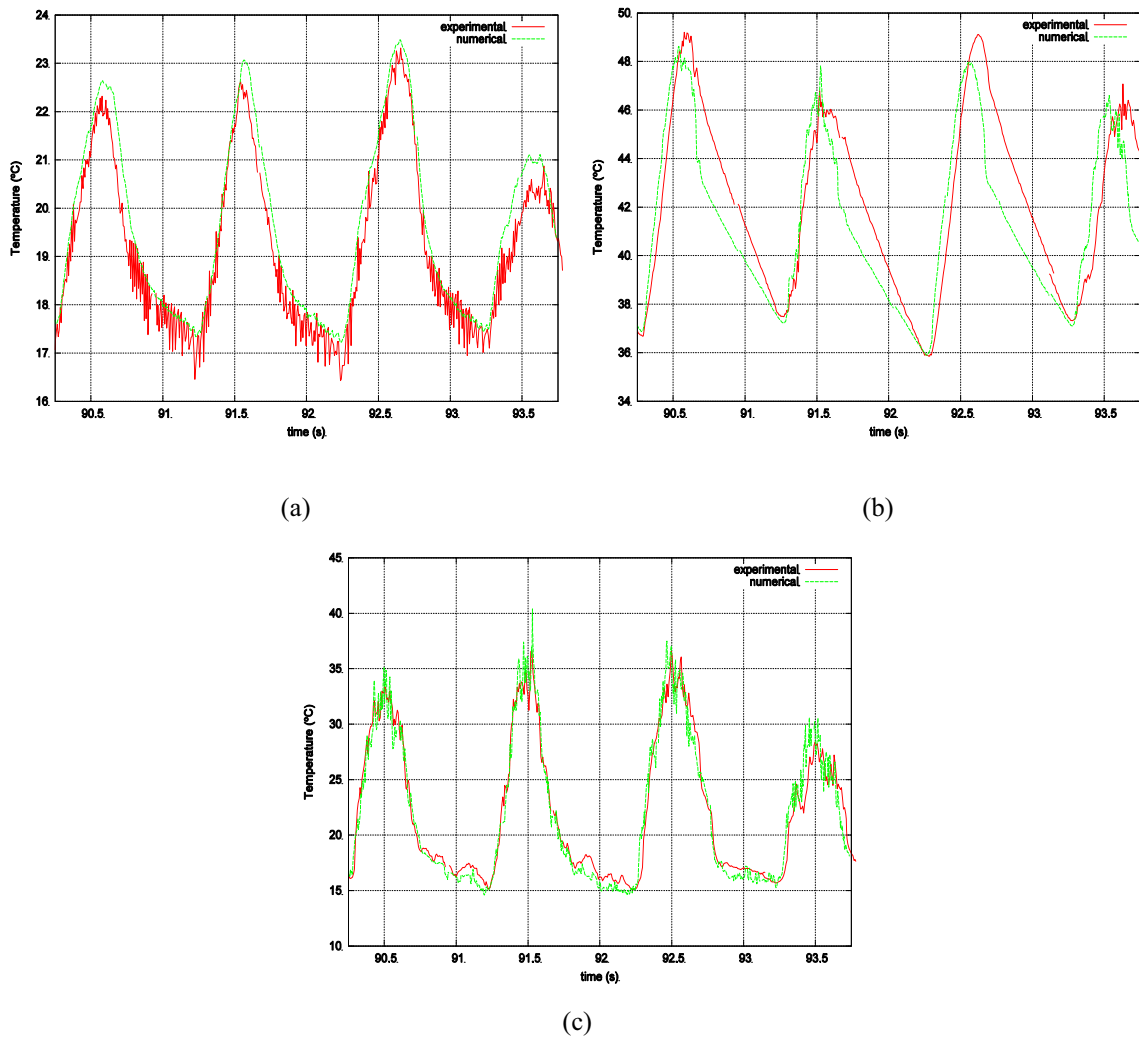 24.
23.
22.
21.
20.
19.
18.
17.
16.
Temperature (ºC)
experimental
numerical
90.5. 91. 91.5. 92. 92.5. 93. 93.5.
time (s).
(a)
50.
48.
46.
44.
42.
40.
38.
36.
34.
Temperature (ºC)
experimental
numerical
90.5. 91. 91.5. 92. 92.5. 93. 93.5.
time (s).
(b)
45.
40.
35.
30.
25.
20.
15.
10.
Temperature (ºC)
experimental
numerical
90.5. 91. 91.5. 92. 92.5. 93. 93.5
time (s).
(c)